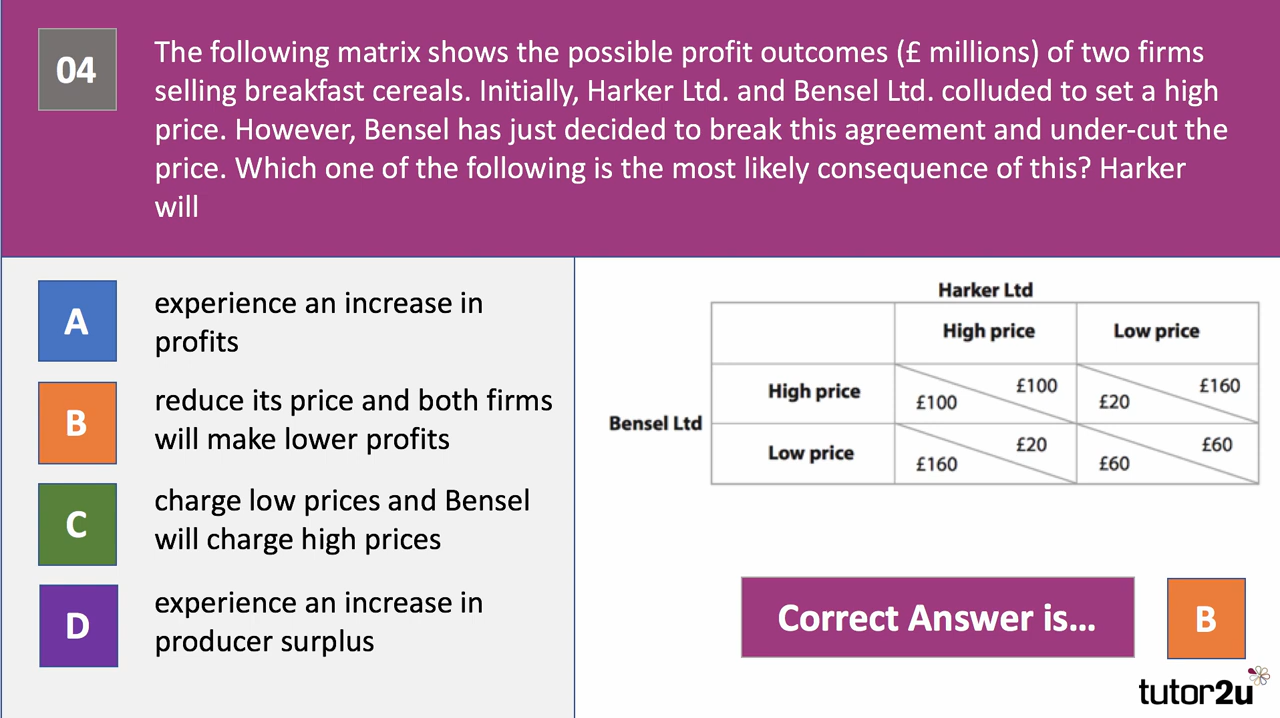 04
The following matrix shows the possible profit outcomes (£ millions) of two firms
selling breakfast cereals. Initially, Harker Ltd. and Bensel Ltd. colluded to set a high
price. However, Bensel has just decided to break this agreement and under-cut the
price. Which one of the following is the most likely consequence of this? Harker
will
A
experience an increase in
profits
B
reduce its price and both firms
will make lower profits
C
charge low prices and Bensel
will charge high prices
D
experience an increase in
producer surplus
Harker Ltd
High price Low price
Bensel Ltd
High price £100 £100 £20 £160
Low price £160 £20 £60 £60
Correct Answer is...
B
tutor2u